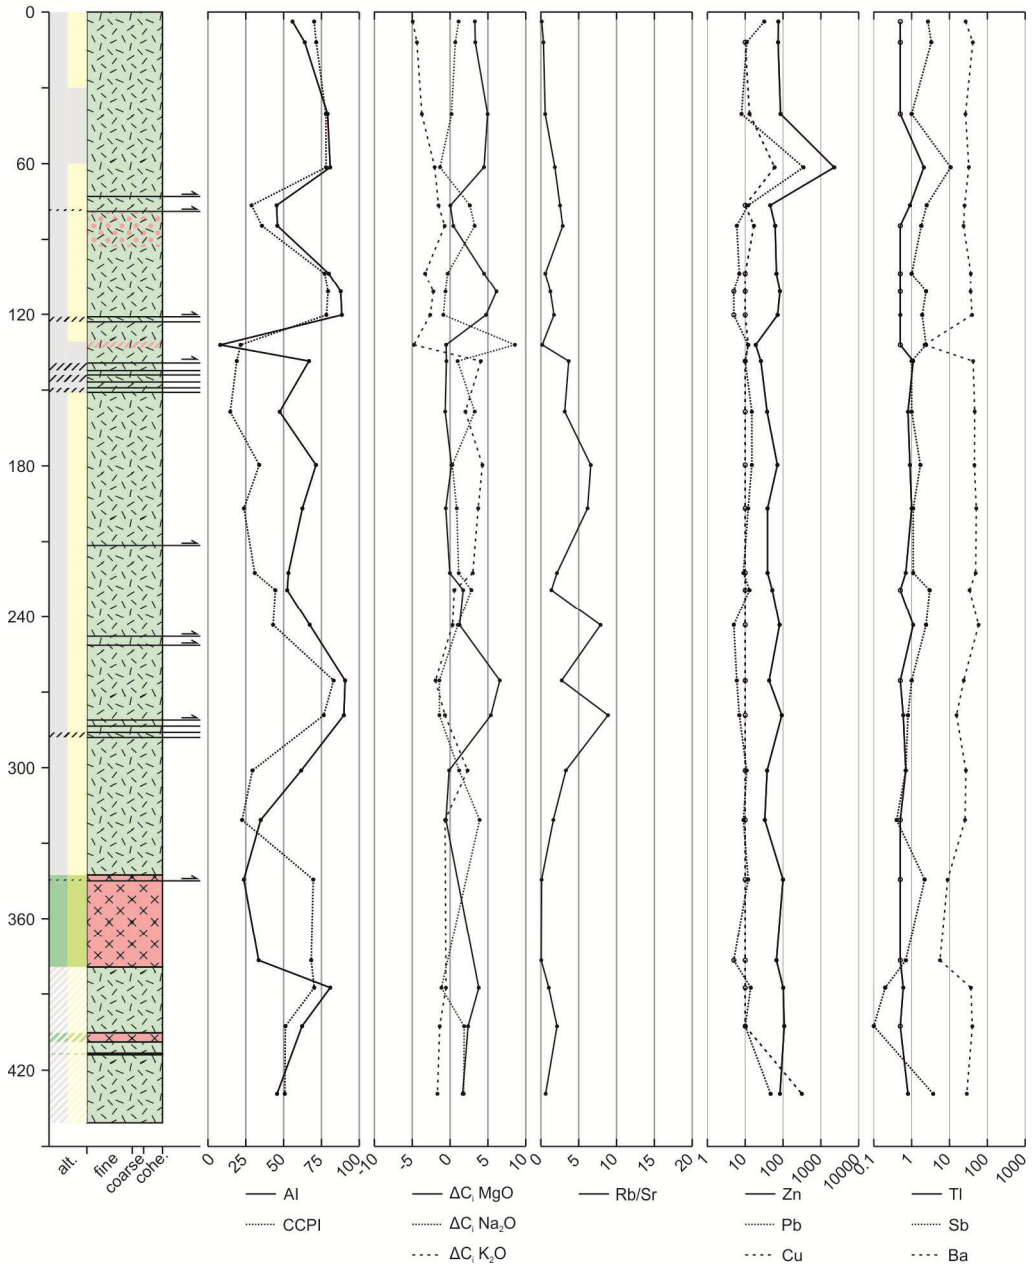 0
60
120
180
240
300
360
420
alt. fine coarse cohe.
0 25 50 75 100
-10 -5 0 5 10
0 5 10 15 20
1 10 100 1000 10000
0.1 1 10 100 1000
AI
CCPI
ΔCᵢ MgO
ΔCᵢ Na₂O
ΔCᵢ K₂O
Rb/Sr
Zn
Pb
Cu
Tl
Sb
Ba